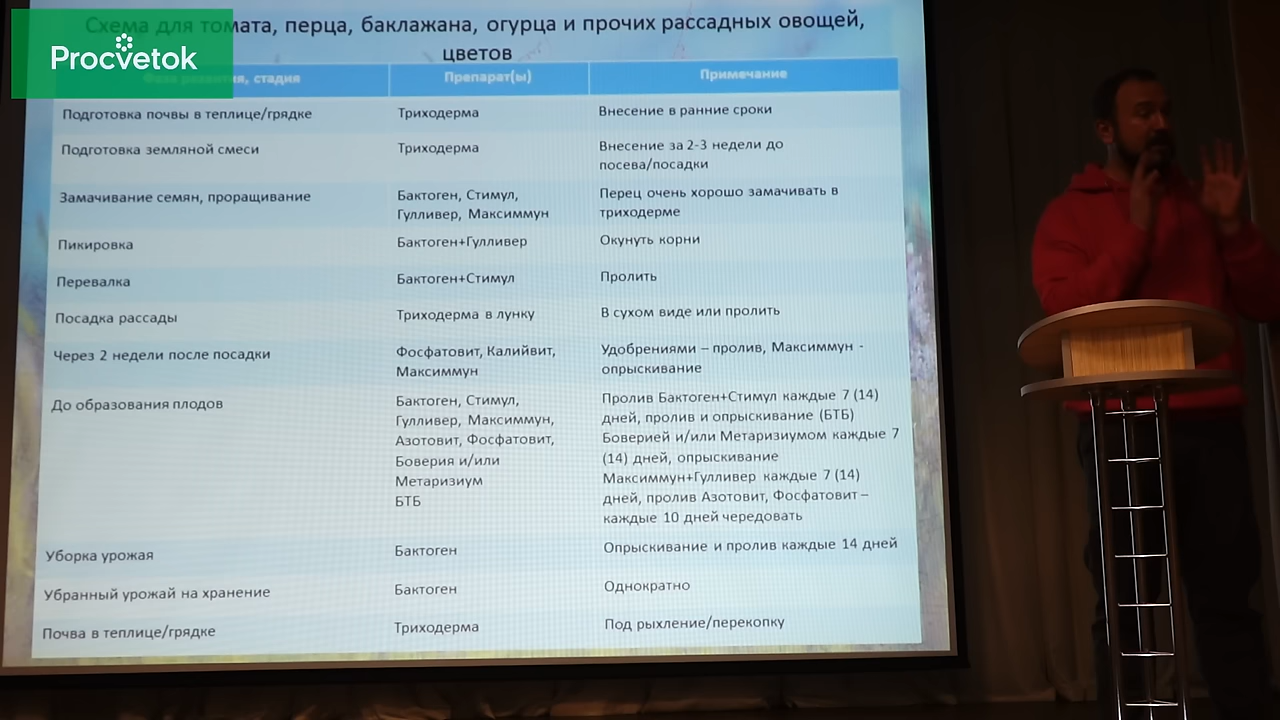 Procvetok
Схема для томата, перца, баклажана, огурца и прочих рассадных овощей,
цветов
Фаза развития, стадия Препарат(ы) Примечание
Подготовка почвы в теплице/грядке Триходерма Внесение в ранние сроки
Подготовка земляной смеси Триходерма Внесение за 2-3 недели до
посева/посадки
Замачивание семян, проращивание Бактоген, Стимул, Перец очень хорошо замачивать в
Гулливер, Максиммун триходерме
Пикировка Бактоген+Гулливер Окунуть корни
Перевалка Бактоген+Стимул Пролить
Посадка рассады Триходерма в лунку В сухом виде или пролить
Через 2 недели после посадки Фосфатовит, Калийвит, Удобрениями – пролив, Максиммун -
Максиммун опрыскивание
До образования плодов Бактоген, Стимул, Пролив Бактоген+Стимул каждые 7 (14)
Гулливер, Максиммун, дней, пролив и опрыскивание (БТБ)
Азотовит, Фосфатовит, Боверией и/или Метаризиумом каждые 7
Боверия и/или (14) дней, опрыскивание
Метаризиум Максиммун+Гулливер каждые 7 (14)
БТБ дней, пролив Азотовит, Фосфатовит –
каждые 10 дней чередовать
Уборка урожая Бактоген Опрыскивание и пролив каждые 14 дней
Убранный урожай на хранение Бактоген Однократно
Почва в теплице/грядке Триходерма Под рыхление/перекопку